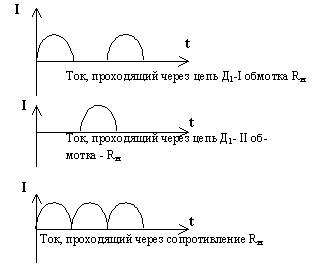 I
t
Ток, проходящий через цепь Д1-I обмотка Rн
I
t
Ток, проходящий через цепь Д1- II об-
мотка - Rн
I
t
Ток, проходящий через сопротивление Rн